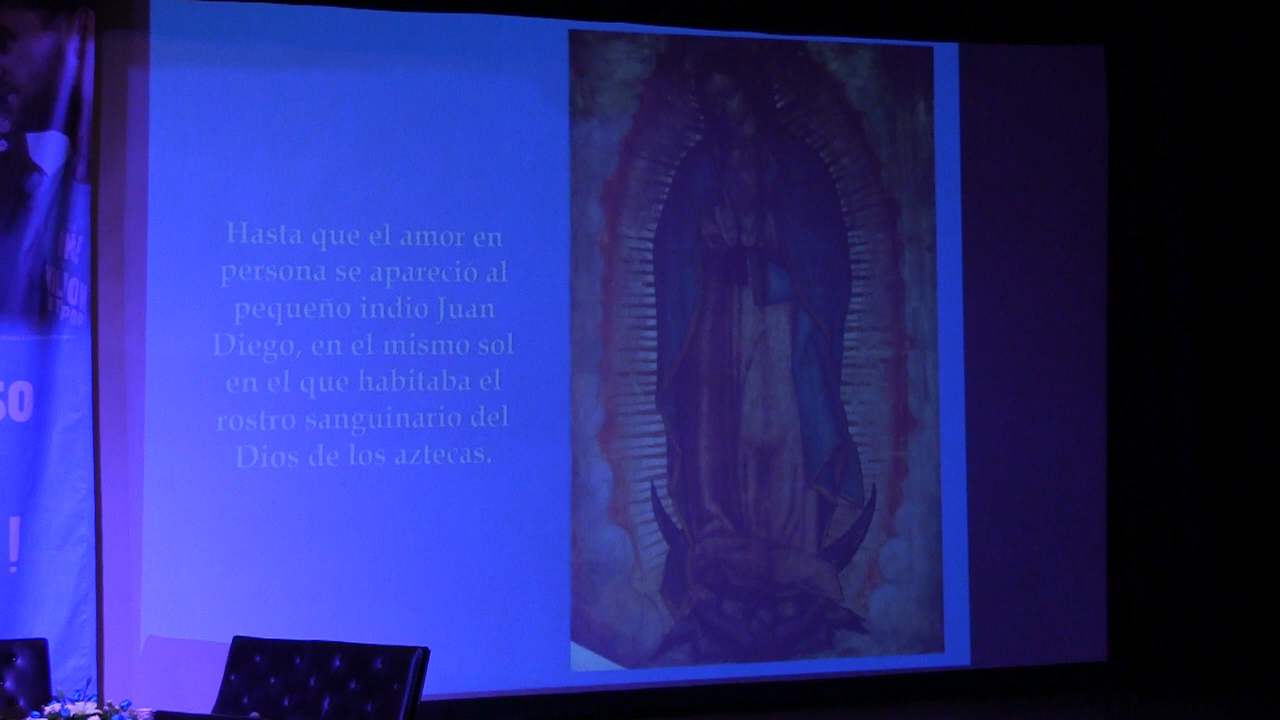 Hasta que el amor en
persona se apareció al
pequeño indio Juan
Diego, en el mismo sol
en el que habitaba el
rostro sanguinario del
Dios de los aztecas.
so
!